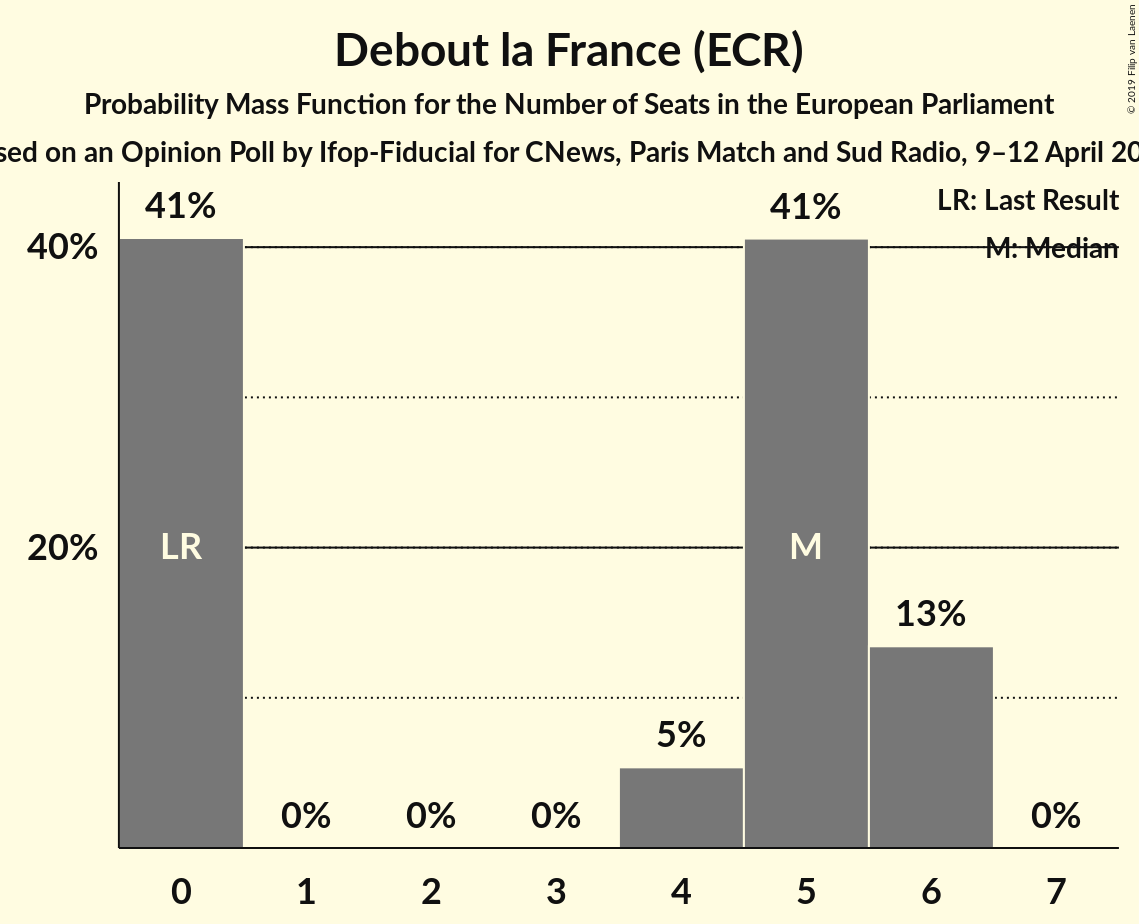 Debout la France (ECR)
Probability Mass Function for the Number of Seats in the European Parliament
on an Opinion Poll by Ifop-Fiducial for CNews, Paris Match and Sud Radio, 9–12 April
© 2019 Filip van Laenen
LR: Last Result
M: Median
41%
41%
40%
LR
M
20%
13%
5%
0%
0%
0%
0%
0
1
2
3
4
5
6
7